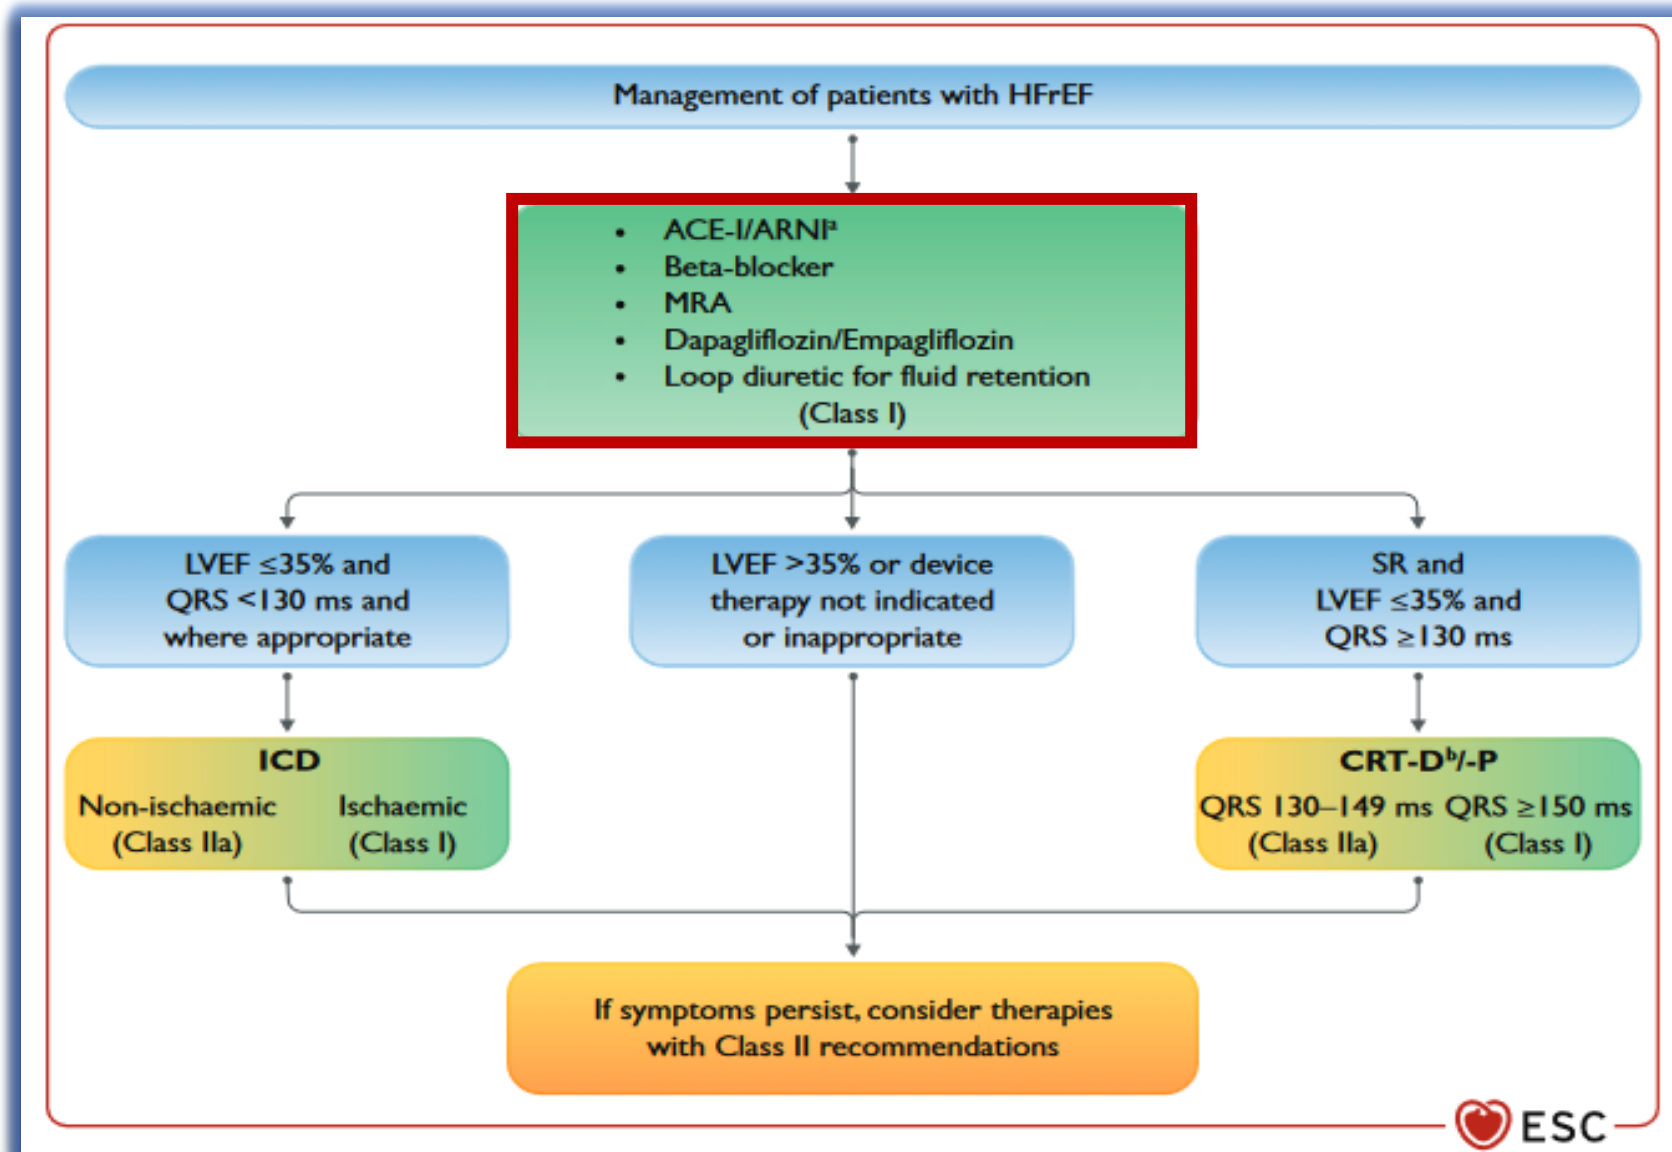 Management of patients with HFrEF
• ACE-I/ARNIᵃ
• Beta-blocker
• MRA
• Dapagliflozin/Empagliflozin
• Loop diuretic for fluid retention
(Class I)
LVEF ≤35% and
QRS <130 ms and
where appropriate
LVEF >35% or device
therapy not indicated
or inappropriate
SR and
LVEF ≤35% and
QRS ≥130 ms
ICD
Non-ischaemic Ischaemic
(Class IIa) (Class I)
CRT-Dᵇ/-P
QRS 130–149 ms QRS ≥150 ms
(Class IIa) (Class I)
If symptoms persist, consider therapies
with Class II recommendations
ESC